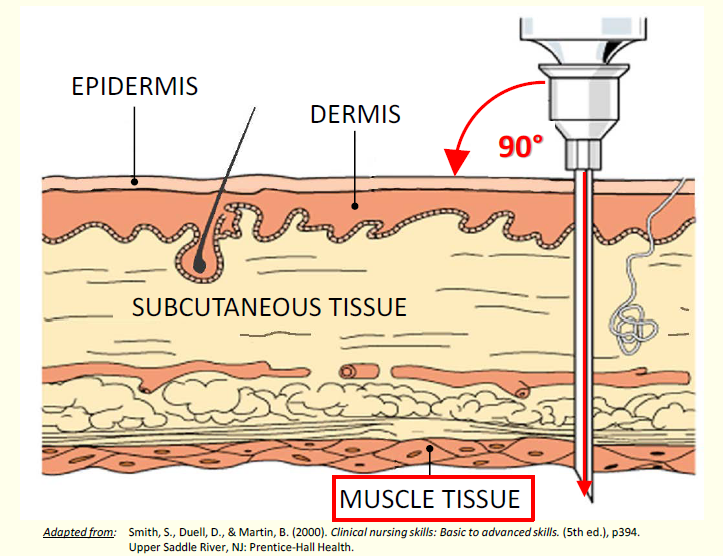 EPIDERMIS
DERMIS
90°
SUBCUTANEOUS TISSUE
MUSCLE TISSUE
Adapted from: Smith, S., Duell, D., & Martin, B. (2000). Clinical nursing skills: Basic to advanced skills. (5th ed.), p394.
Upper Saddle River, NJ: Prentice-Hall Health.